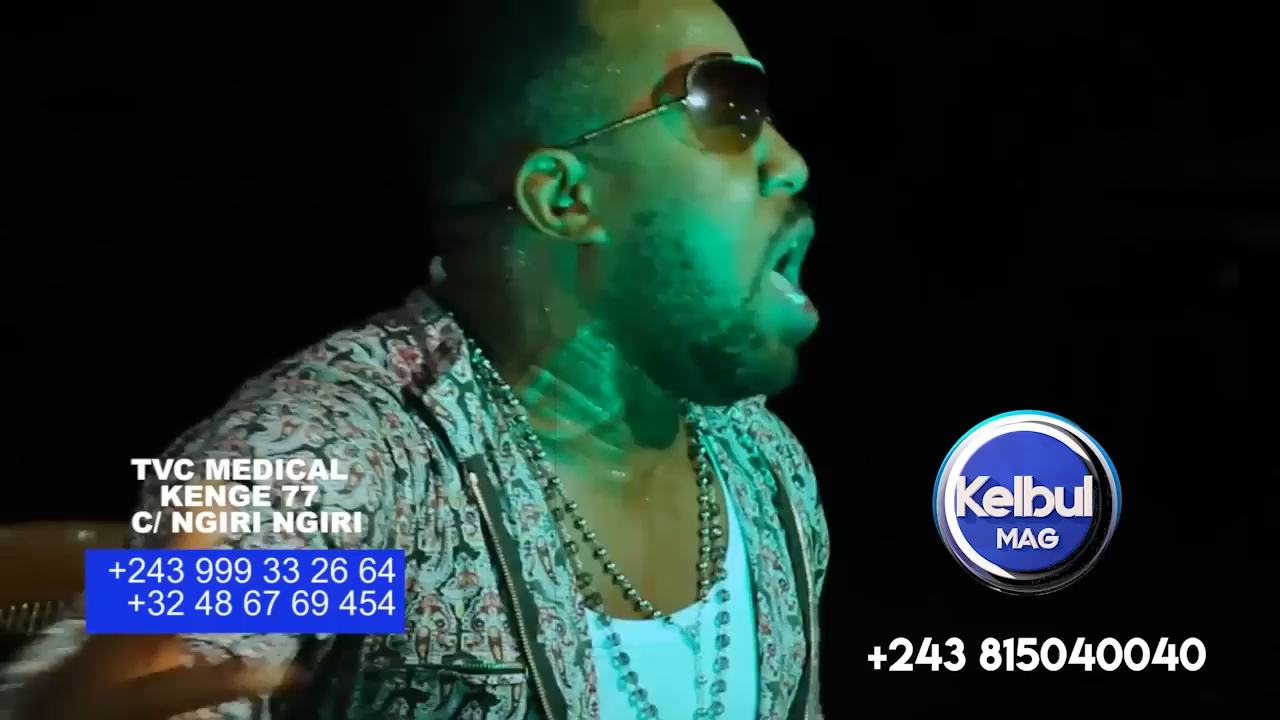 TVC MEDICAL
KENGE 77
C/ NGIRI NGIRI
+243 999 33 26 64
+32 48 67 69 454
Kelbul
MAG
+243 815040040